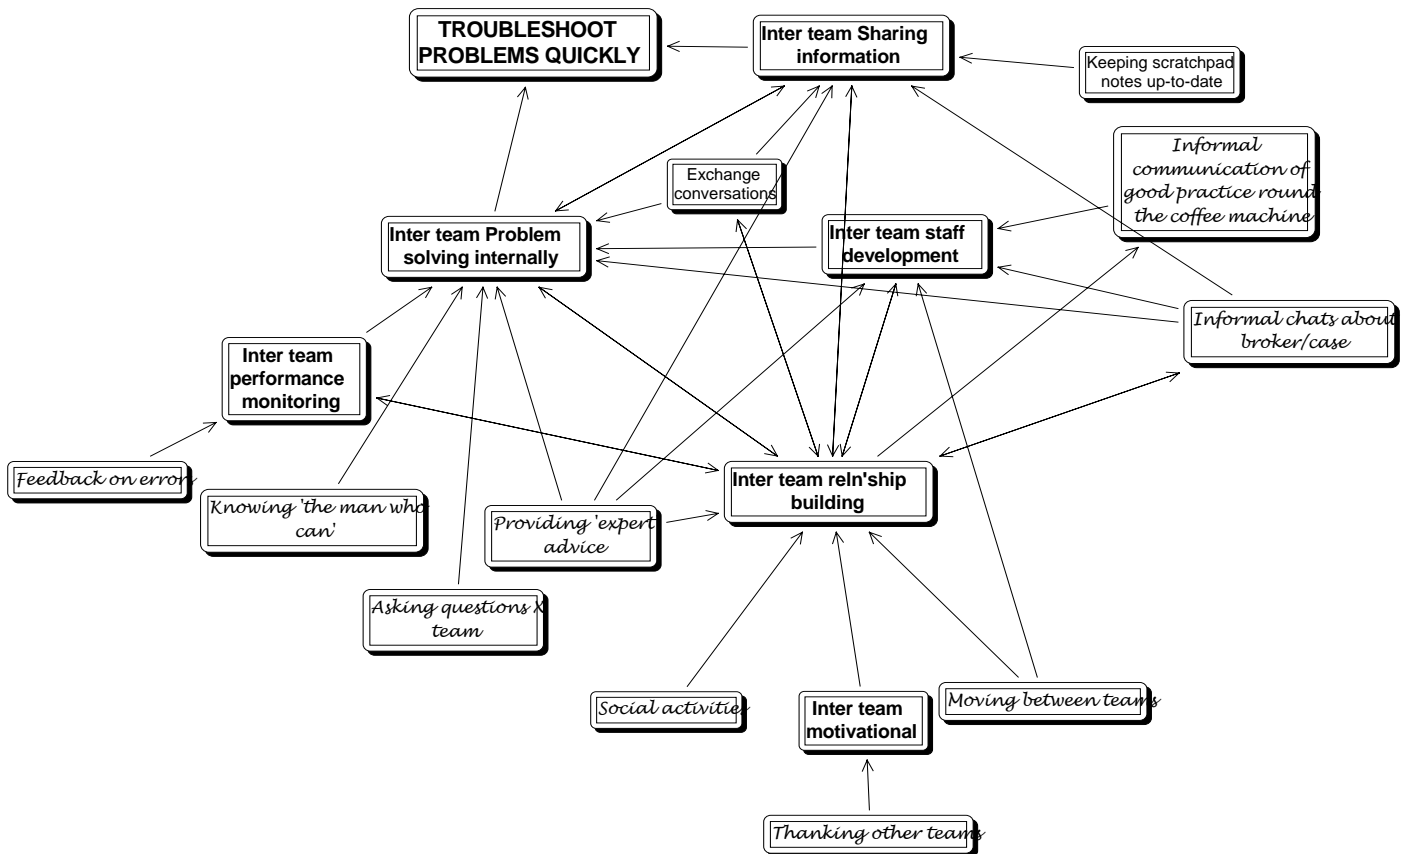 TROUBLESHOOT
PROBLEMS QUICKLY
Inter team Sharing
information
Keeping scratchpad
notes up-to-date
Informal
communication of
good practice round
the coffee machine
Exchange
conversations
Inter team Problem
solving internally
Inter team staff
development
Informal chats about
broker/case
Inter team
performance
monitoring
Feedback on errors
Knowing 'the man who
can'
Providing 'expert
advice
Inter team reln'ship
building
Asking questions X
team
Social activities
Inter team
motivational
Moving between teams
Thanking other teams